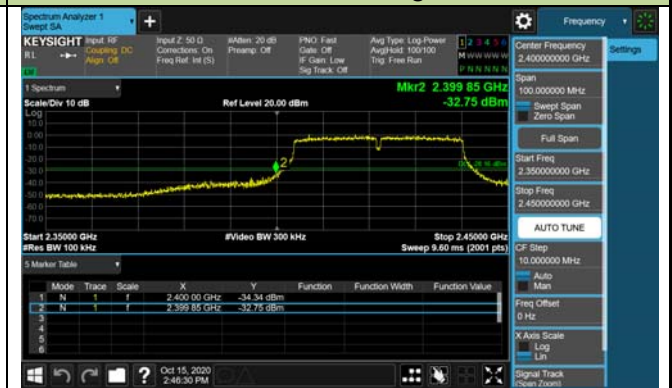 Spectrum Analyzer 1
Swept SA
+
Frequency
KEYSIGHT
RL
Input: RF
Coupling: DC
Align: Off
Input Z: 50 Ω
Corrections: On
Freq Ref: Int (S)
#Atten: 20 dB
Preamp: Off
PNO: Fast
Gate: Off
IF Gain: Low
Sig Track: Off
Avg Type: Log-Power
Avg|Hold: 100/100
Trig: Free Run
1 2 3 4 5 6
M W W W W W
P N N N N N
Center Frequency
2.400000000 GHz
Settings
Span
100.000000 MHz
Swept Span
Zero Span
Full Span
Start Freq
2.350000000 GHz
Stop Freq
2.450000000 GHz
AUTO TUNE
CF Step
10.000000 MHz
Auto
Man
Freq Offset
0 Hz
X Axis Scale
Log
Lin
Signal Track
(Span Zoom)
1 Spectrum
Scale/Div 10 dB
Log
Ref Level 20.00 dBm
Mkr2 2.399 85 GHz
-32.75 dBm
10.0
0.00
-10.0
-20.0
-30.0
-40.0
-50.0
-60.0
-70.0
2
Start 2.35000 GHz
#Res BW 100 kHz
#Video BW 300 kHz
Stop 2.45000 GHz
Sweep 9.60 ms (2001 pts)
5 Marker Table
Mode Trace Scale X Y Function Function Width Function Value
1 N 1 f 2.400 00 GHz -34.34 dBm
2 N 1 f 2.399 85 GHz -32.75 dBm
3
4
5
6
?
Oct 15, 2020
2:46:30 PM